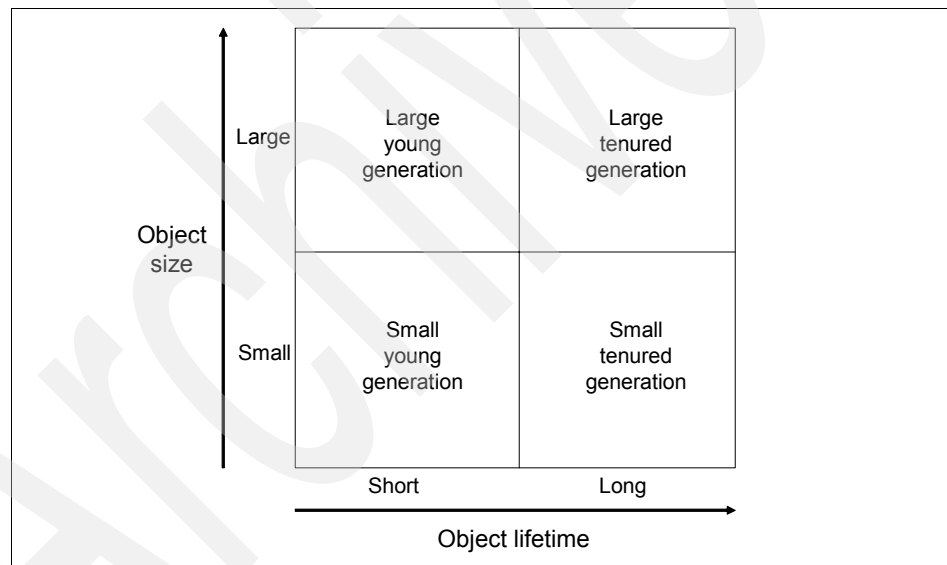 Large
young
generation
Large
tenured
generation
Large
Object
size
Small
young
generation
Small
tenured
generation
Small
Short
Long
Object lifetime
Archive